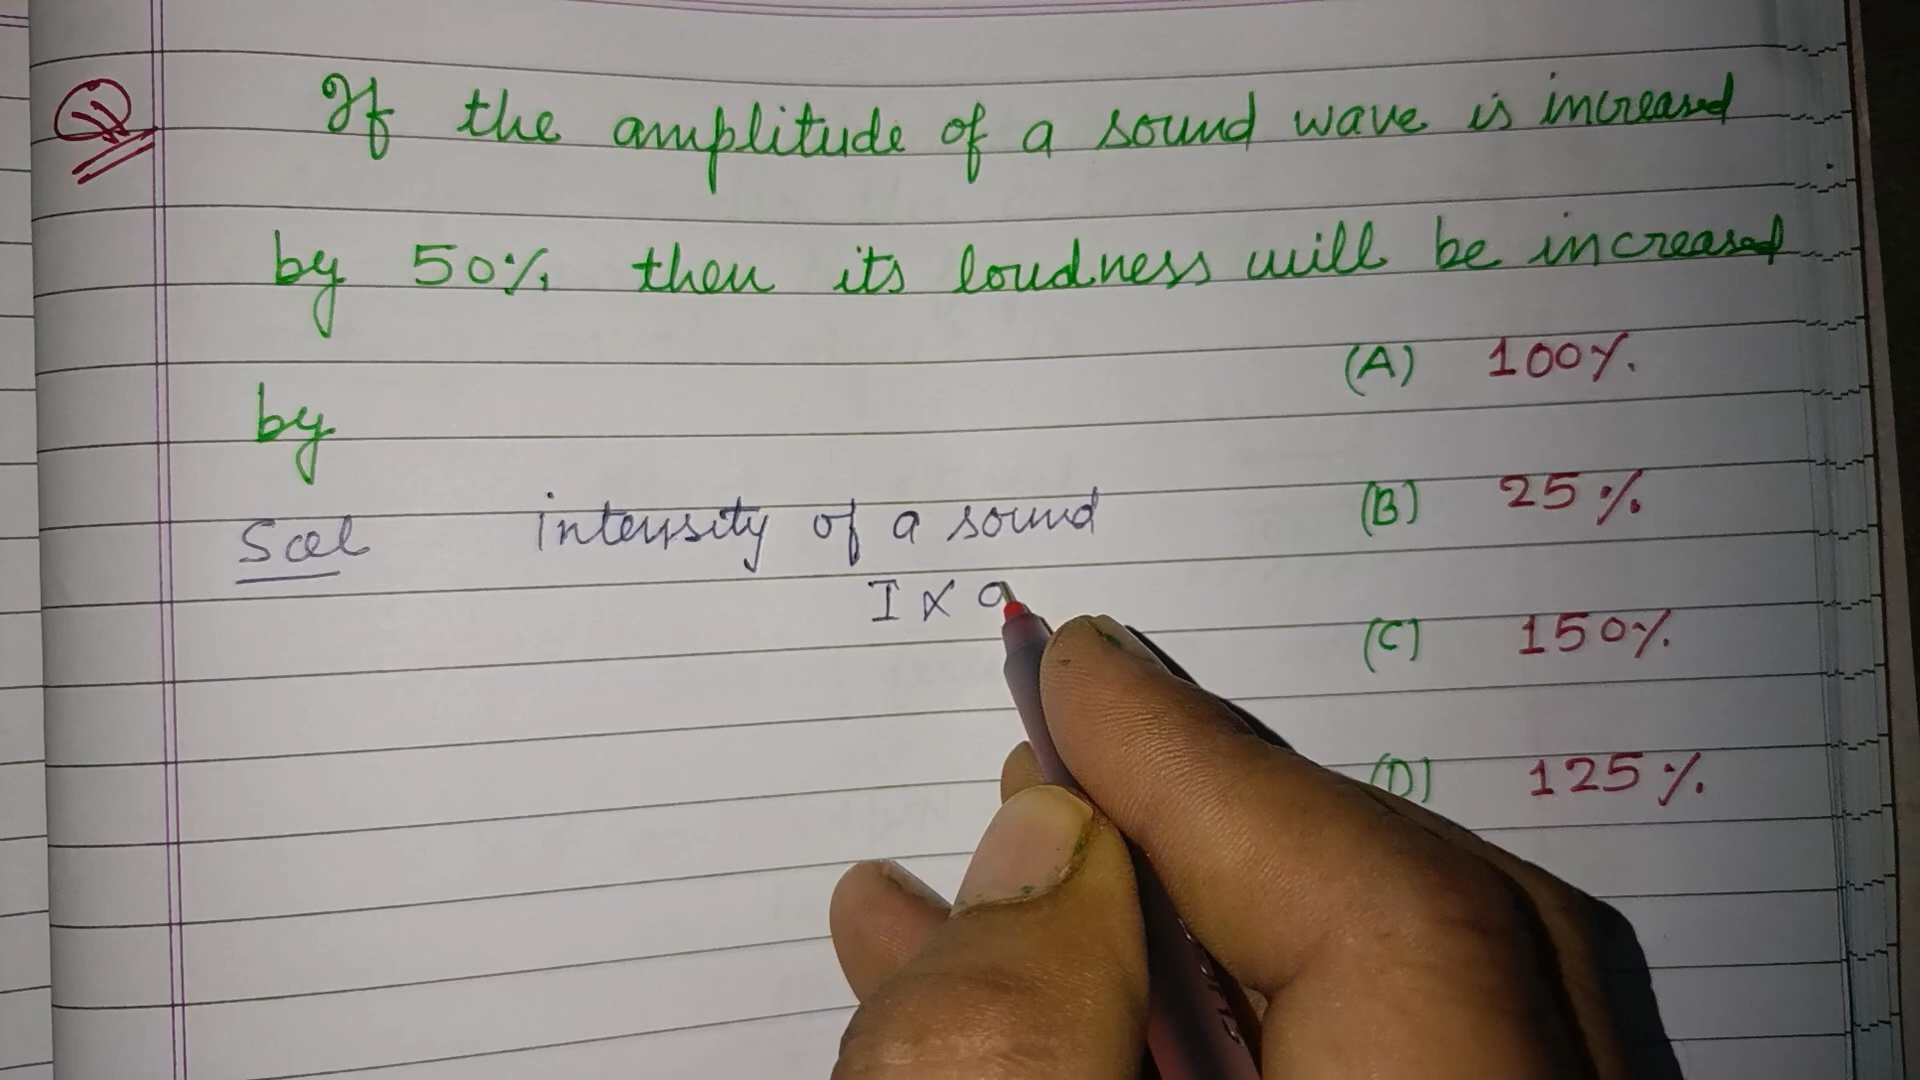 Q If the amplitude of a sound wave is increased
by 50% then its loudness will be increased
by
(A) 100%.
(B) 25%.
Sol intensity of a sound
I ∝ a
(C) 150%.
(D) 125%.